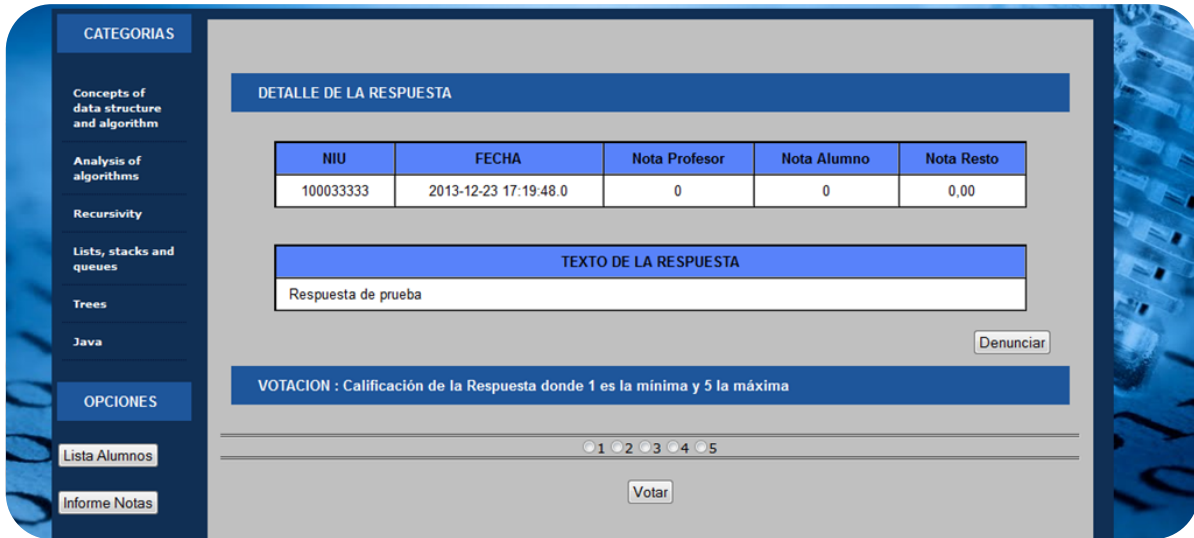 CATEGORIAS
Concepts of
data structure
and algorithm
Analysis of
algorithms
Recursivity
Lists, stacks and
queues
Trees
Java
OPCIONES
Lista Alumnos
Informe Notas
DETALLE DE LA RESPUESTA
NIU FECHA Nota Profesor Nota Alumno Nota Resto
100033333 2013-12-23 17:19:48.0 0 0 0,00
TEXTO DE LA RESPUESTA
Respuesta de prueba
Denunciar
VOTACION : Calificación de la Respuesta donde 1 es la mínima y 5 la máxima
1 2 3 4 5
Votar